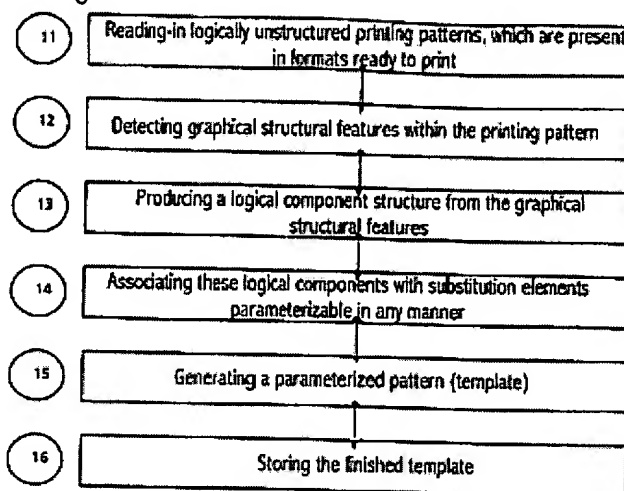 11
Reading-in logically unstructured printing patterns, which are present
in formats ready to print
12
Detecting graphical structural features within the printing pattern
13
Producing a logical component structure from the graphical
structural features
14
Associating these logical components with substitution elements
parameterizable in any manner
15
Generating a parameterized pattern (template)
16
Storing the finished template